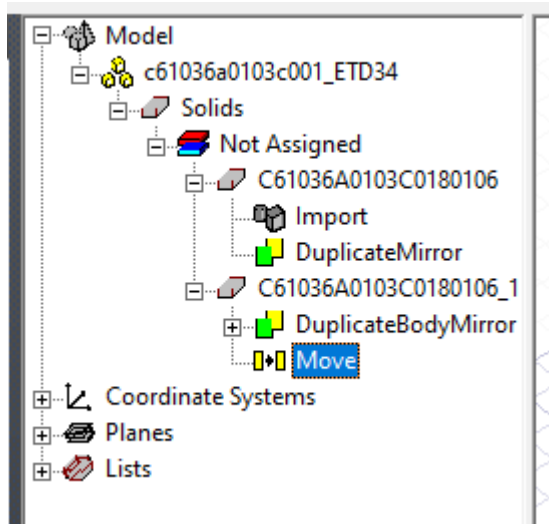 Model
c61036a0103c001_ETD34
Solids
Not Assigned
C61036A0103C0180106
Import
DuplicateMirror
C61036A0103C0180106_1
DuplicateBodyMirror
Move
Coordinate Systems
Planes
Lists